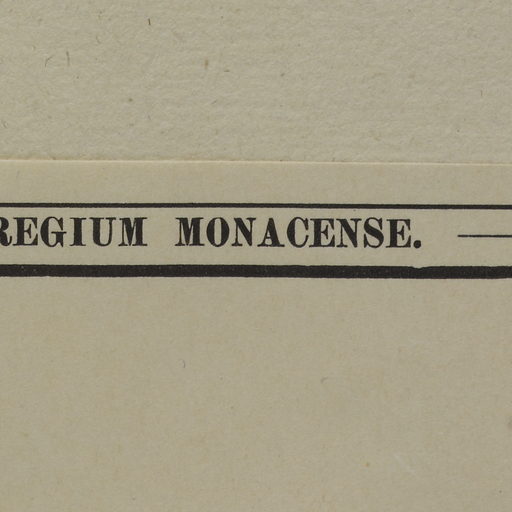 REGIUM MONACENSE. —